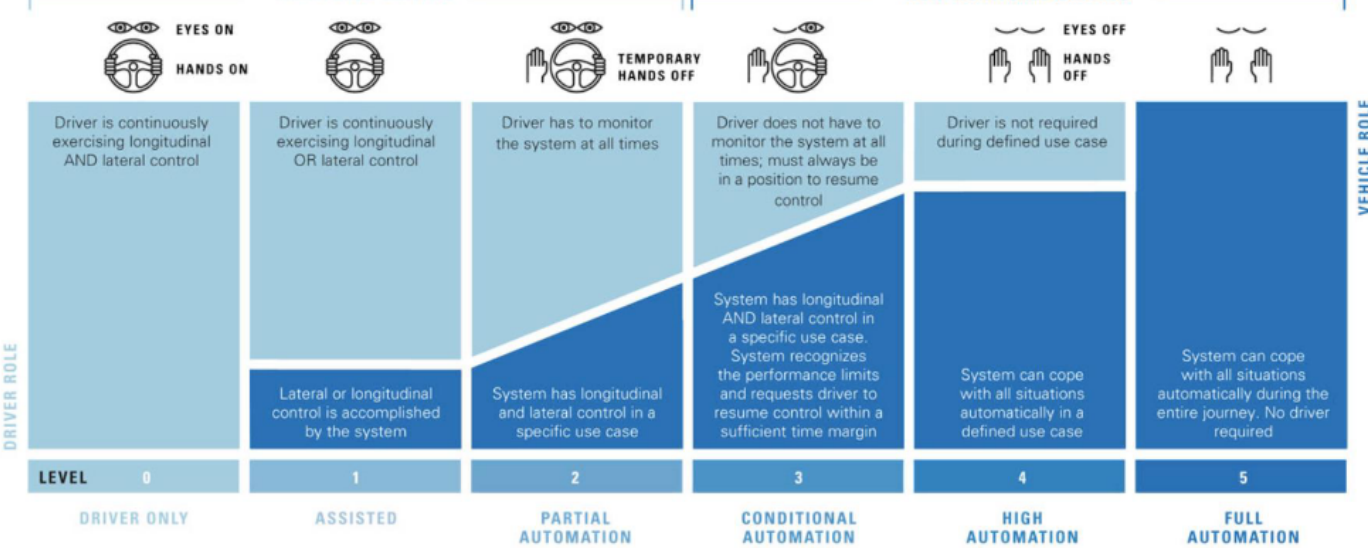 EYES ON
HANDS ON
TEMPORARY
HANDS OFF
EYES OFF
HANDS
OFF
Driver is continuously
exercising longitudinal
AND lateral control
Driver is continuously
exercising longitudinal
OR lateral control
Driver has to monitor
the system at all times
Driver does not have to
monitor the system at all
times; must always be
in a position to resume
control
Driver is not required
during defined use case
VEHICLE ROLE
DRIVER ROLE
Lateral or longitudinal
control is accomplished
by the system
System has longitudinal
and lateral control in a
specific use case
System has longitudinal
AND lateral control in
a specific use case.
System recognizes
the performance limits
and requests driver to
resume control within a
sufficient time margin
System can cope
with all situations
automatically in a
defined use case
System can cope
with all situations
automatically during the
entire journey. No driver
required
LEVEL 0 1 2 3 4 5
DRIVER ONLY
ASSISTED
PARTIAL
AUTOMATION
CONDITIONAL
AUTOMATION
HIGH
AUTOMATION
FULL
AUTOMATION